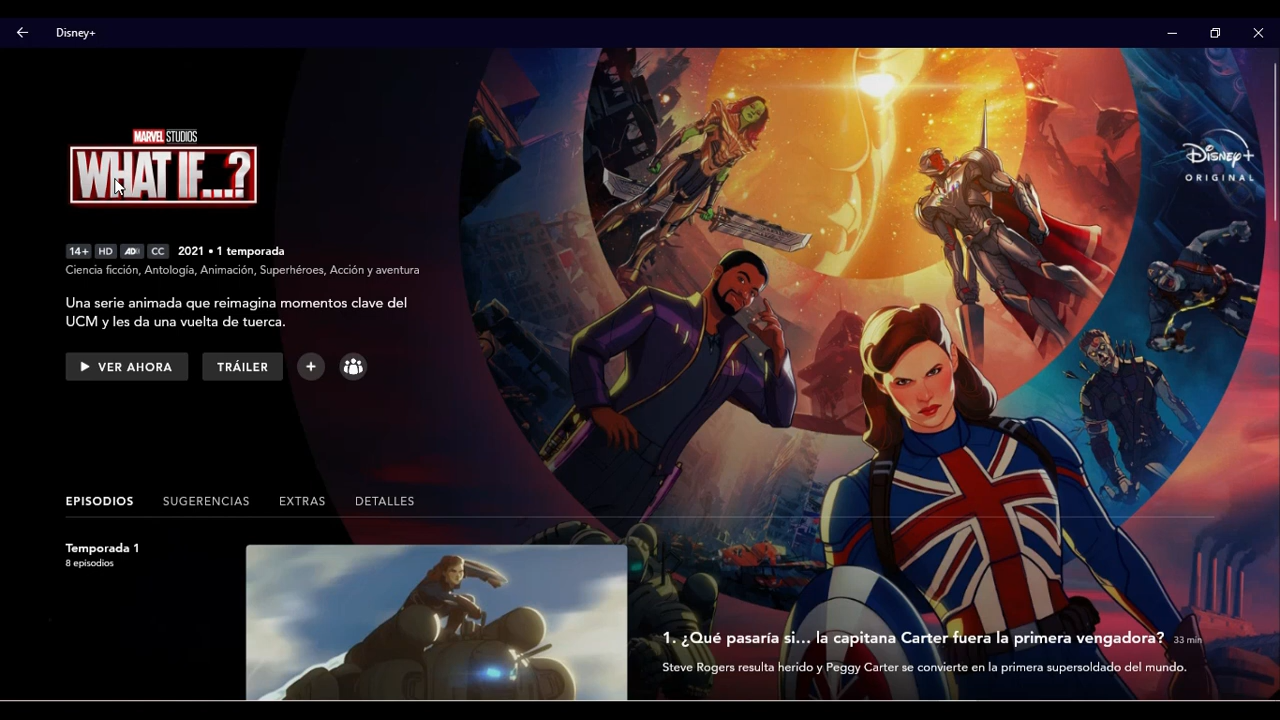 Disney+
MARVEL STUDIOS
WHAT IF...?
Disney+
ORIGINAL
14+ HD AD CC 2021 • 1 temporada
Ciencia ficción, Antología, Animación, Superhéroes, Acción y aventura
Una serie animada que reimagina momentos clave del
UCM y les da una vuelta de tuerca.
VER AHORA TRÁILER +
EPISODIOS SUGERENCIAS EXTRAS DETALLES
Temporada 1
8 episodios
1. ¿Qué pasaría si... la capitana Carter fuera la primera vengadora? 33 min
Steve Rogers resulta herido y Peggy Carter se convierte en la primera supersoldado del mundo.